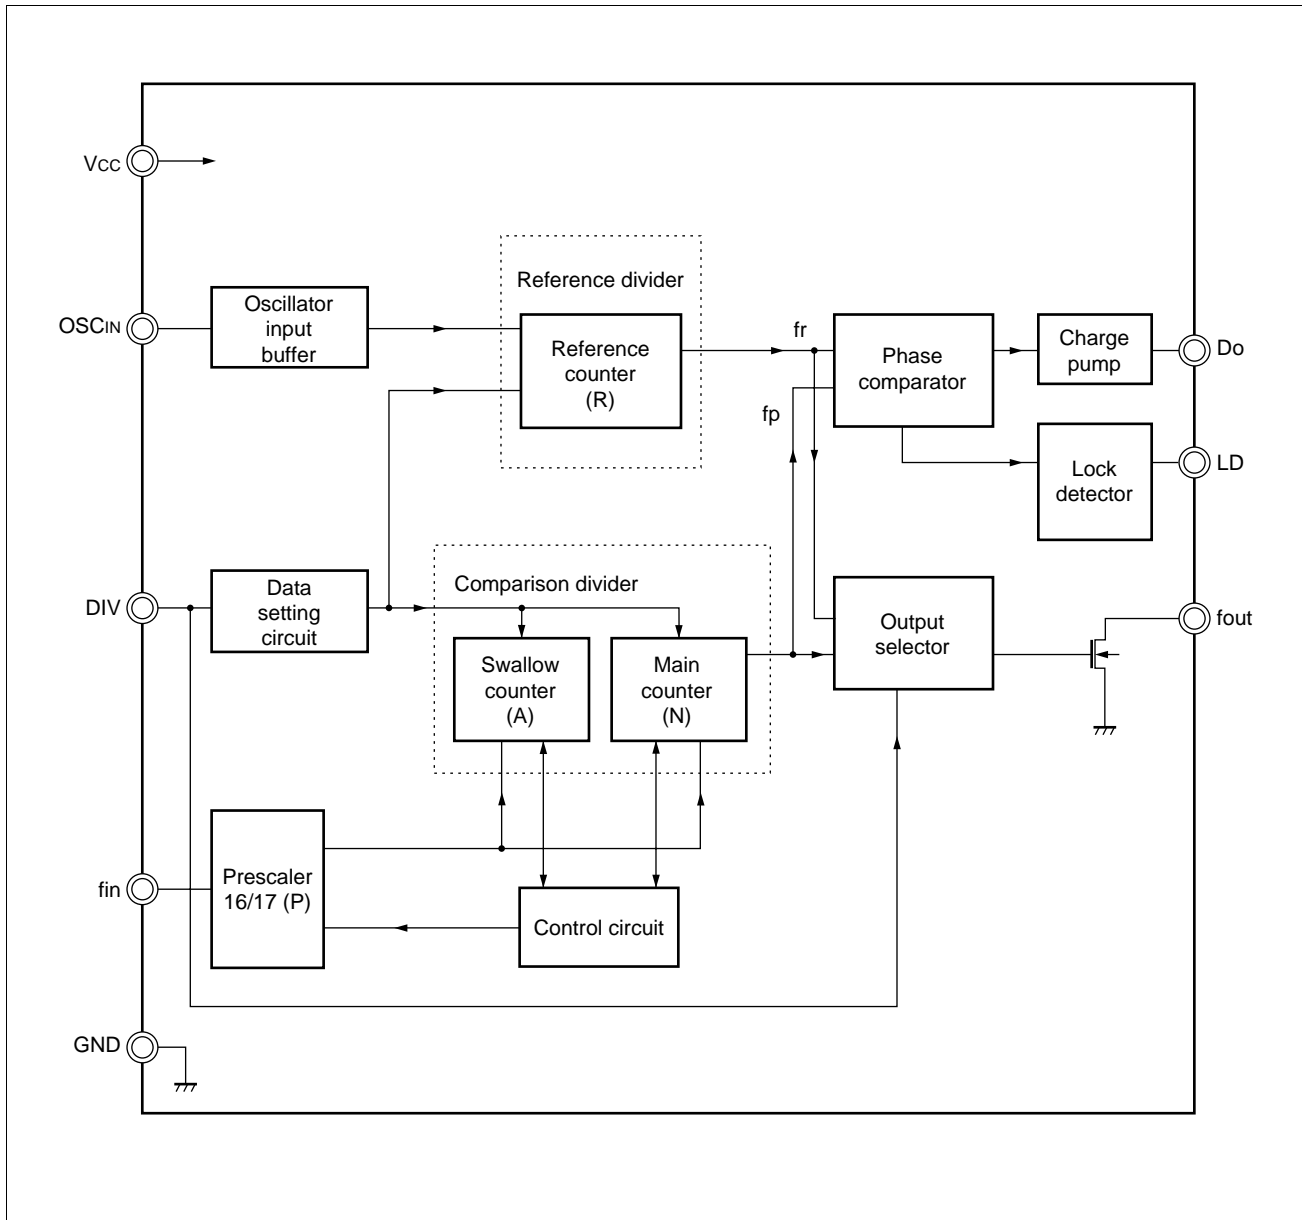 VCC
Reference divider
OSCIN
Oscillator
input
buffer
Reference
counter
(R)
fr
Phase
comparator
Charge
pump
Do
fp
Lock
detector
LD
DIV
Data
setting
circuit
Comparison divider
Swallow
counter
(A)
Main
counter
(N)
Output
selector
fout
fin
Prescaler
16/17 (P)
Control circuit
GND